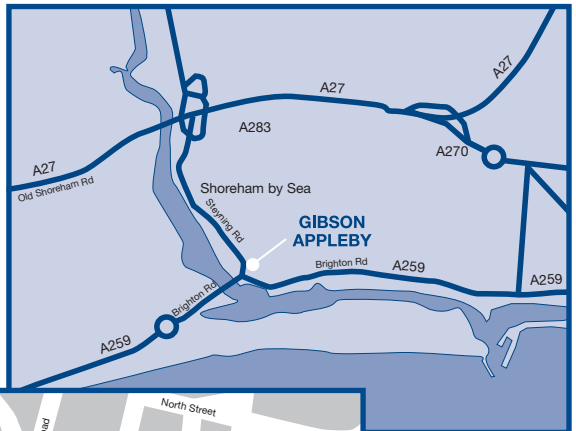 A27
A27
A283
A270
A27
Old Shoreham Rd
Shoreham by Sea
Steyning Rd
GIBSON
APPLEBY
Brighton Rd
A259
A259
Brighton Rd
A259
North Street